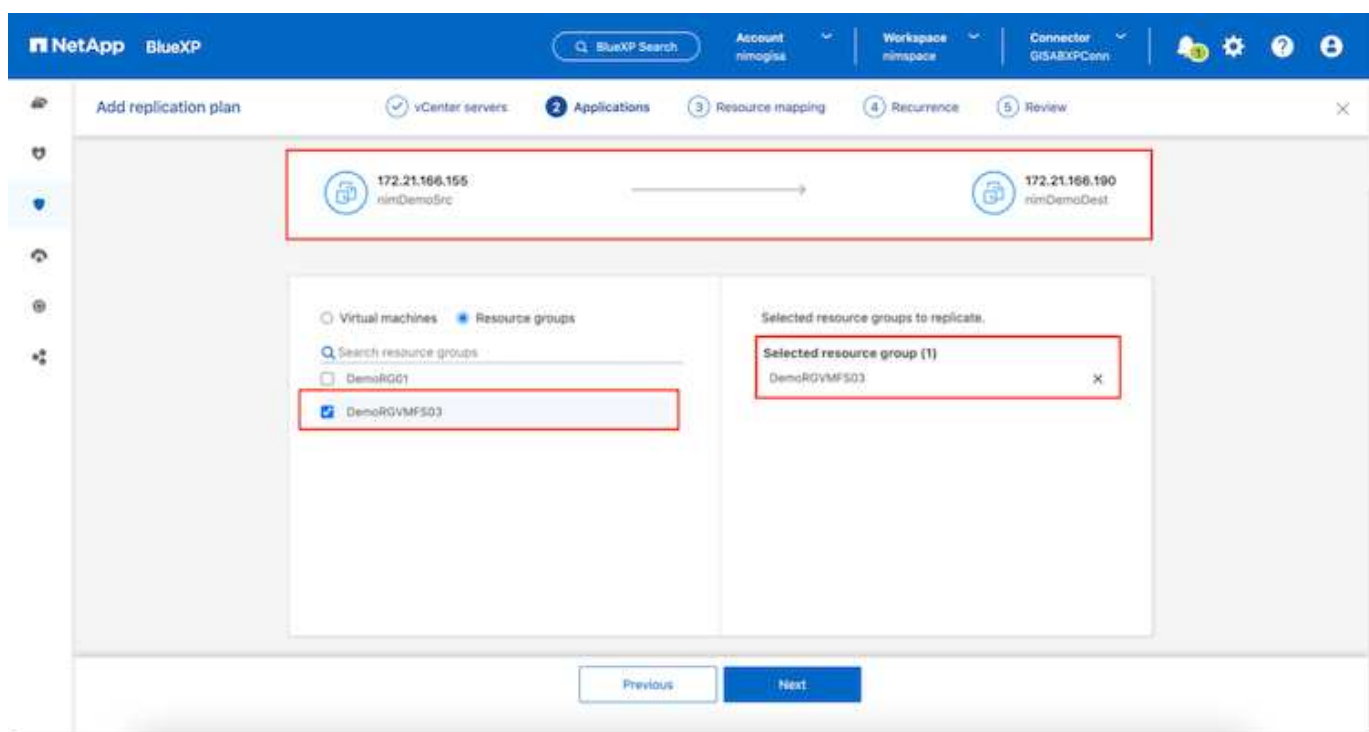 NetApp BlueXP
BlueXP Search
Account
nimogisa
Workspace
nimspace
Connector
GISABXPConn
1
Add replication plan
vCenter servers
2 Applications
3 Resource mapping
4 Recurrence
5 Review
172.21.166.155
nimDemoSrc
172.21.166.190
nimDemoDest
Virtual machines
Resource groups
Search resource groups
DemoRG01
DemoRGVMFS03
Selected resource groups to replicate.
Selected resource group (1)
DemoRGVMFS03
Previous
Next